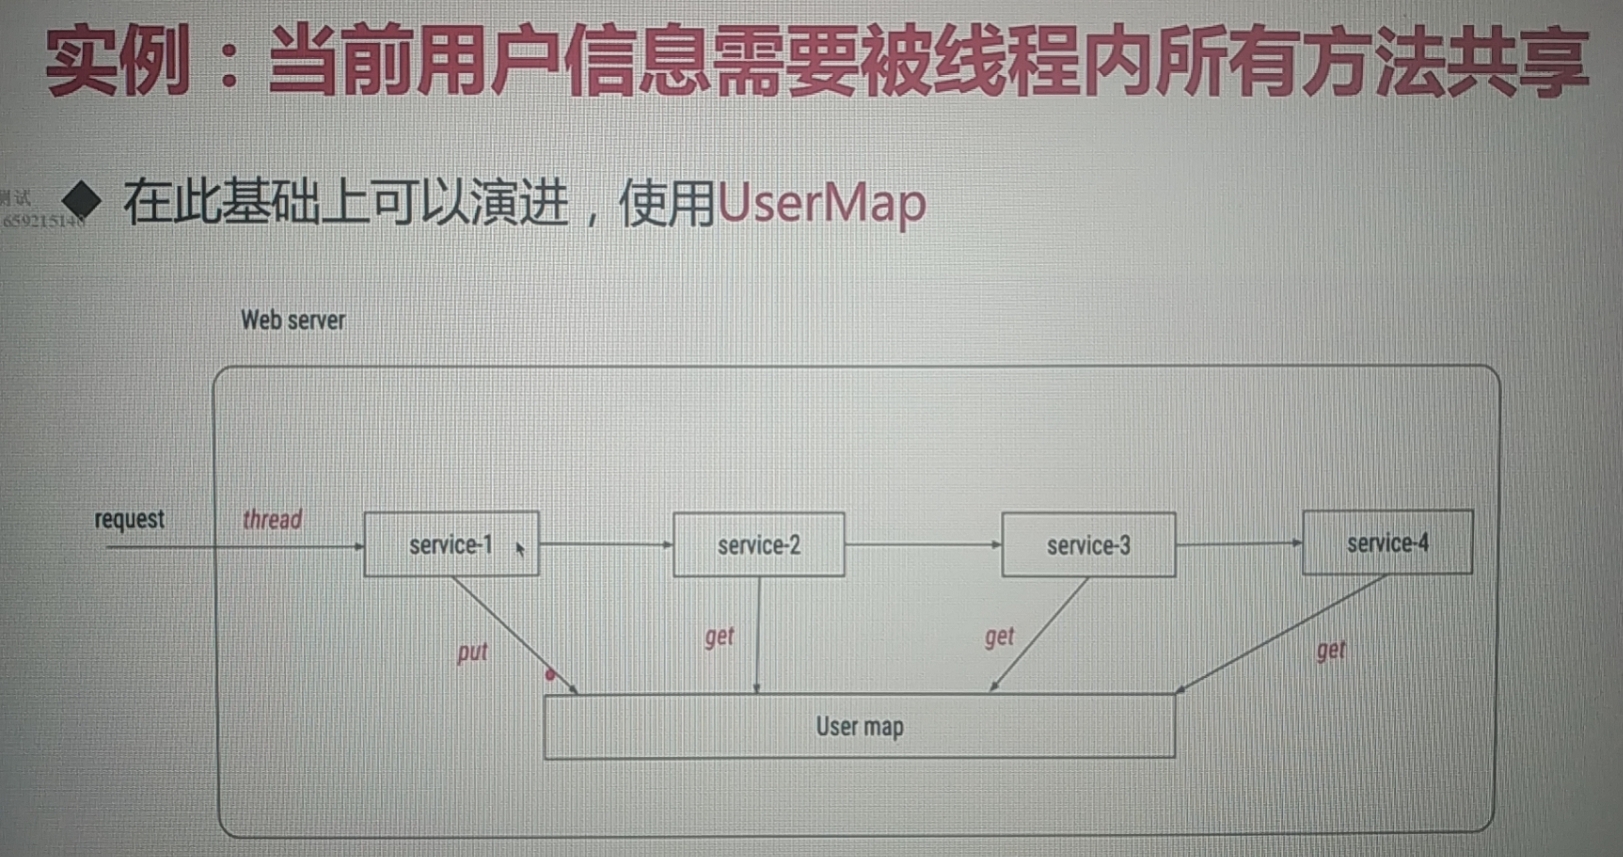 实例：当前用户信息需要被线程内所有方法共享
测试
659215148
◆ 在此基础上可以演进，使用UserMap
Web server
request
thread
service-1
service-2
service-3
service-4
put
get
get
get
User map